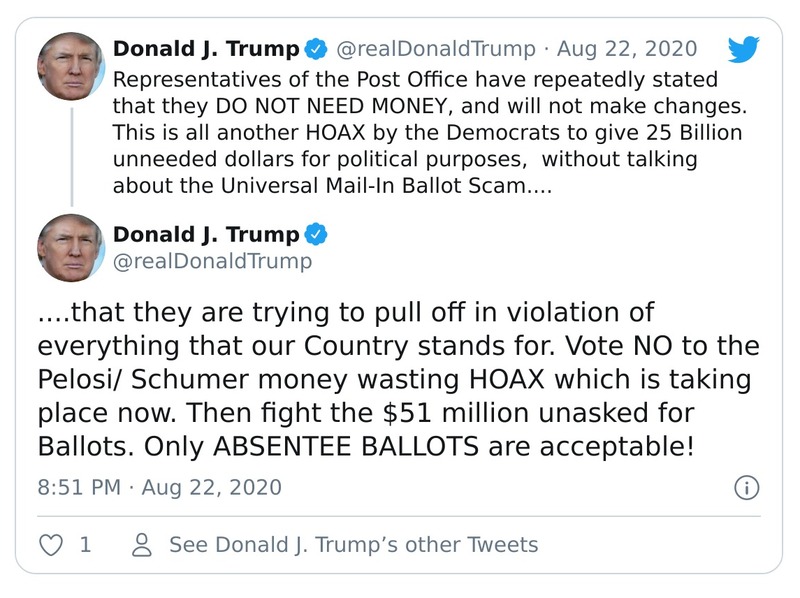 Donald J. Trump @realDonaldTrump · Aug 22, 2020
Representatives of the Post Office have repeatedly stated
that they DO NOT NEED MONEY, and will not make changes.
This is all another HOAX by the Democrats to give 25 Billion
unneeded dollars for political purposes,  without talking
about the Universal Mail-In Ballot Scam....
Donald J. Trump
@realDonaldTrump
....that they are trying to pull off in violation of
everything that our Country stands for. Vote NO to the
Pelosi/ Schumer money wasting HOAX which is taking
place now. Then fight the $51 million unasked for
Ballots. Only ABSENTEE BALLOTS are acceptable!
8:51 PM · Aug 22, 2020
1 See Donald J. Trump’s other Tweets